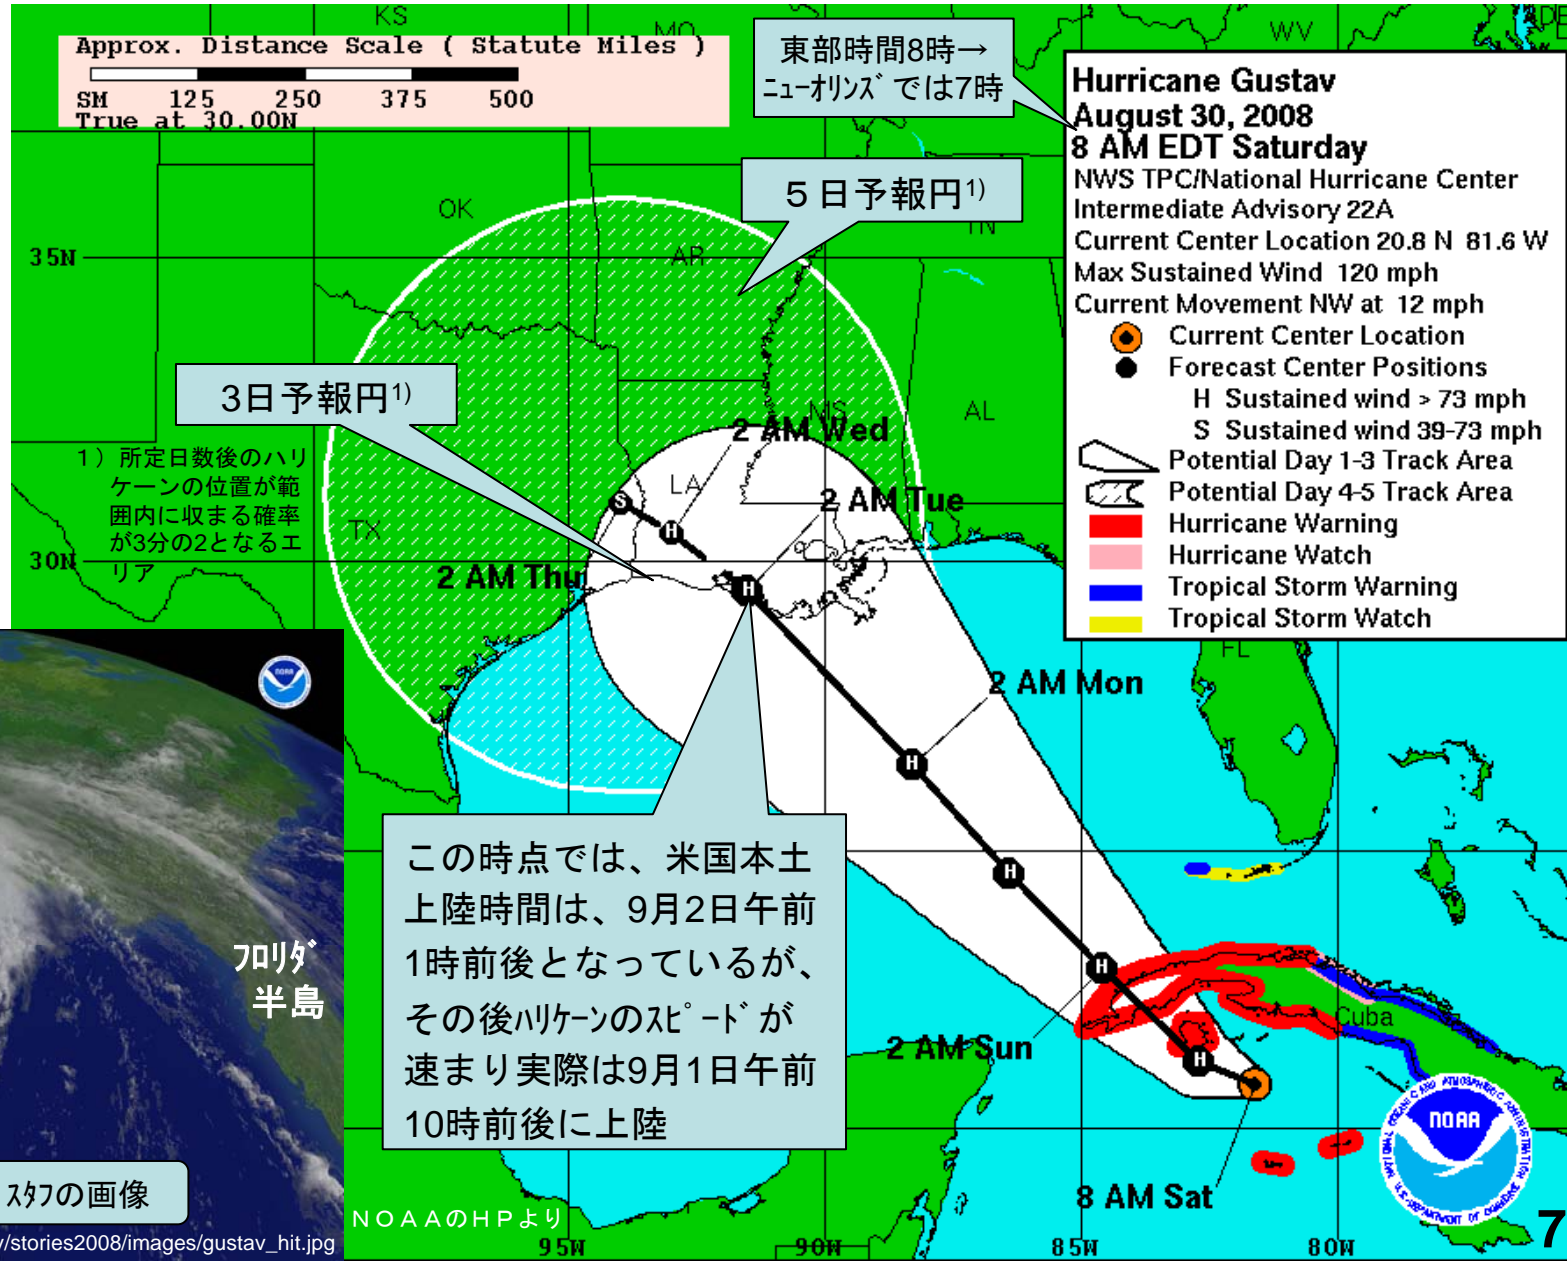 KS
MO
WV
DE
Approx. Distance Scale ( Statute Miles )
SM 125 250 375 500
True at 30.00N
東部時間8時→
ﾆｭｰｵﾘﾝｽﾞでは7時
Hurricane Gustav
August 30, 2008
8 AM EDT Saturday
NWS TPC/National Hurricane Center
Intermediate Advisory 22A
Current Center Location 20.8 N 81.6 W
Max Sustained Wind 120 mph
Current Movement NW at 12 mph
Current Center Location
Forecast Center Positions
H Sustained wind > 73 mph
S Sustained wind 39-73 mph
Potential Day 1-3 Track Area
Potential Day 4-5 Track Area
Hurricane Warning
Hurricane Watch
Tropical Storm Warning
Tropical Storm Watch
５日予報円1)
OK
TN
AR
35N
3日予報円1)
MS
AL
2 AM Wed
1）所定日数後のハリ
ケーンの位置が範
囲内に収まる確率
が3分の2となるエ
リア
LA
S
2 AM Tue
TX
H
30N
2 AM Thu
H
FL
2 AM Mon
H
この時点では、米国本土
上陸時間は、9月2日午前
1時前後となっているが、
その後ﾊﾘｹｰﾝのｽﾋﾟｰﾄﾞが
速まり実際は9月1日午前
10時前後に上陸
H
H
ﾌﾛﾘﾀﾞ
半島
Cuba
2 AM Sun
H
NOAA
NOAA
NATIONAL OCEANIC AND ATMOSPHERIC ADMINISTRATION
U.S. DEPARTMENT OF COMMERCE
8 AM Sat
ｽﾀﾌの画像
ＮＯＡＡのＨＰより
7
/stories2008/images/gustav_hit.jpg
95W
90W
85W
80W